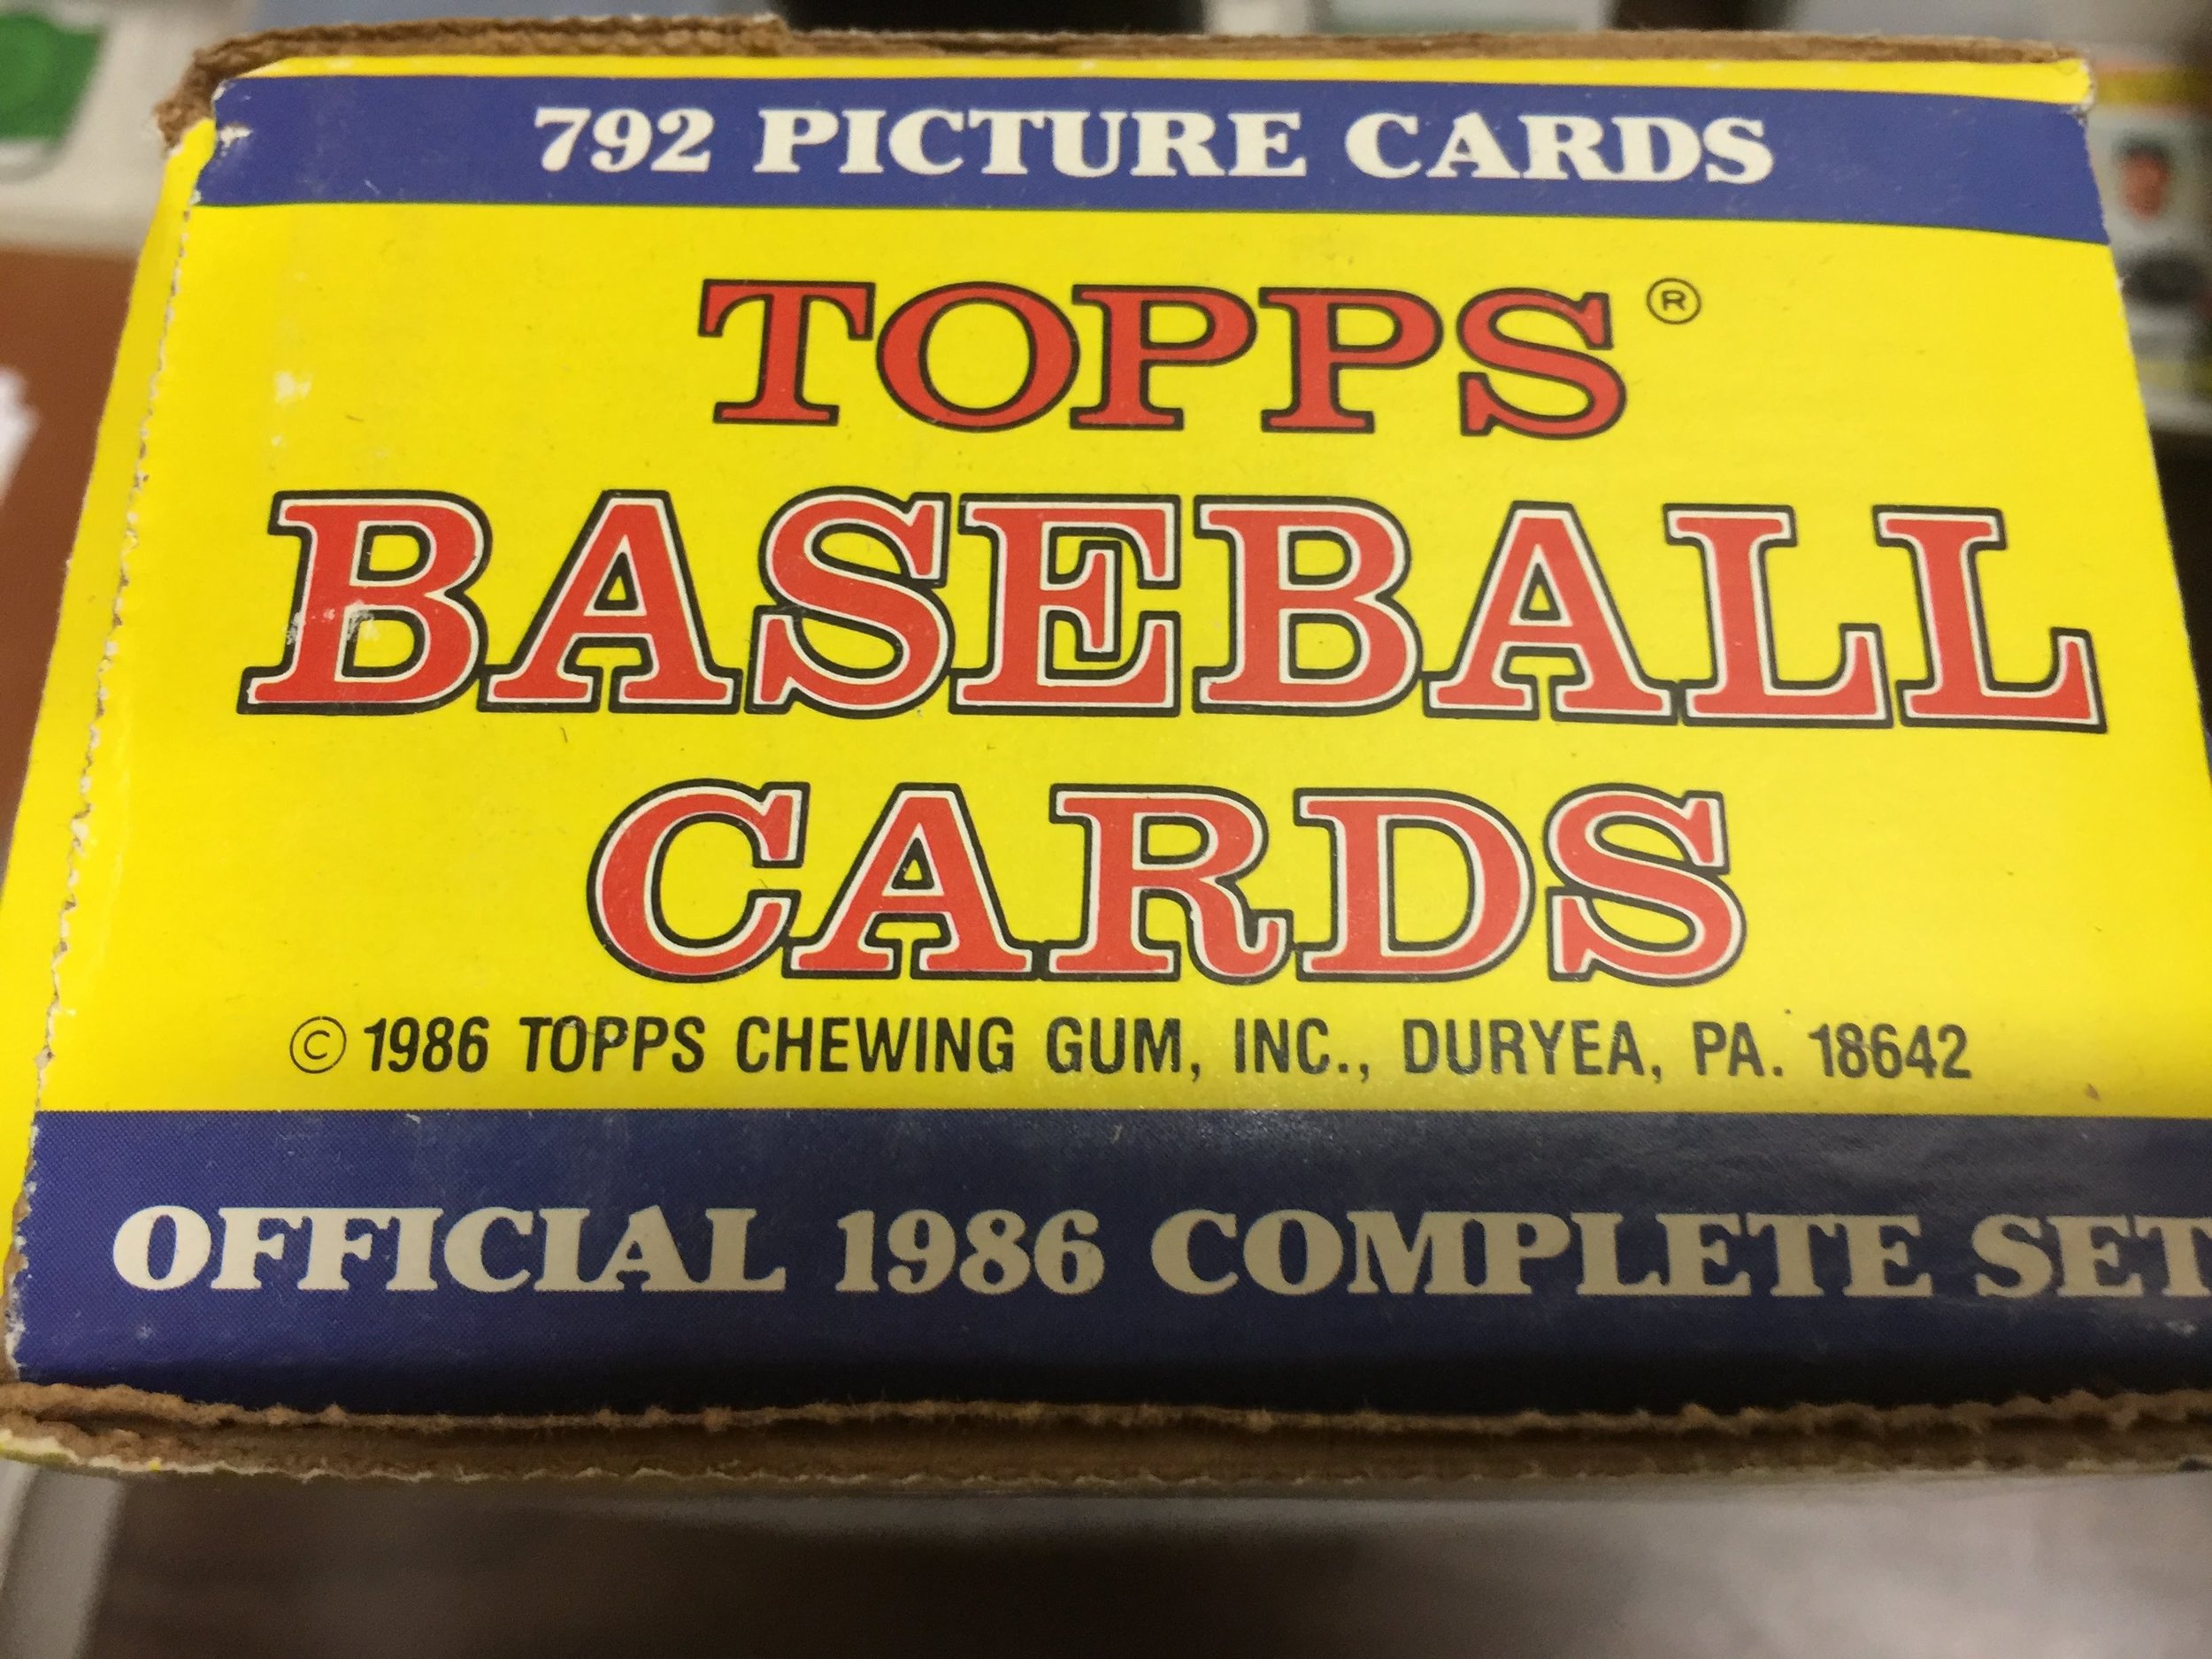 792 PICTURE CARDS
TOPPS®
BASEBALL
CARDS
© 1986 TOPPS CHEWING GUM, INC., DURYEA, PA. 18642
OFFICIAL 1986 COMPLETE SET